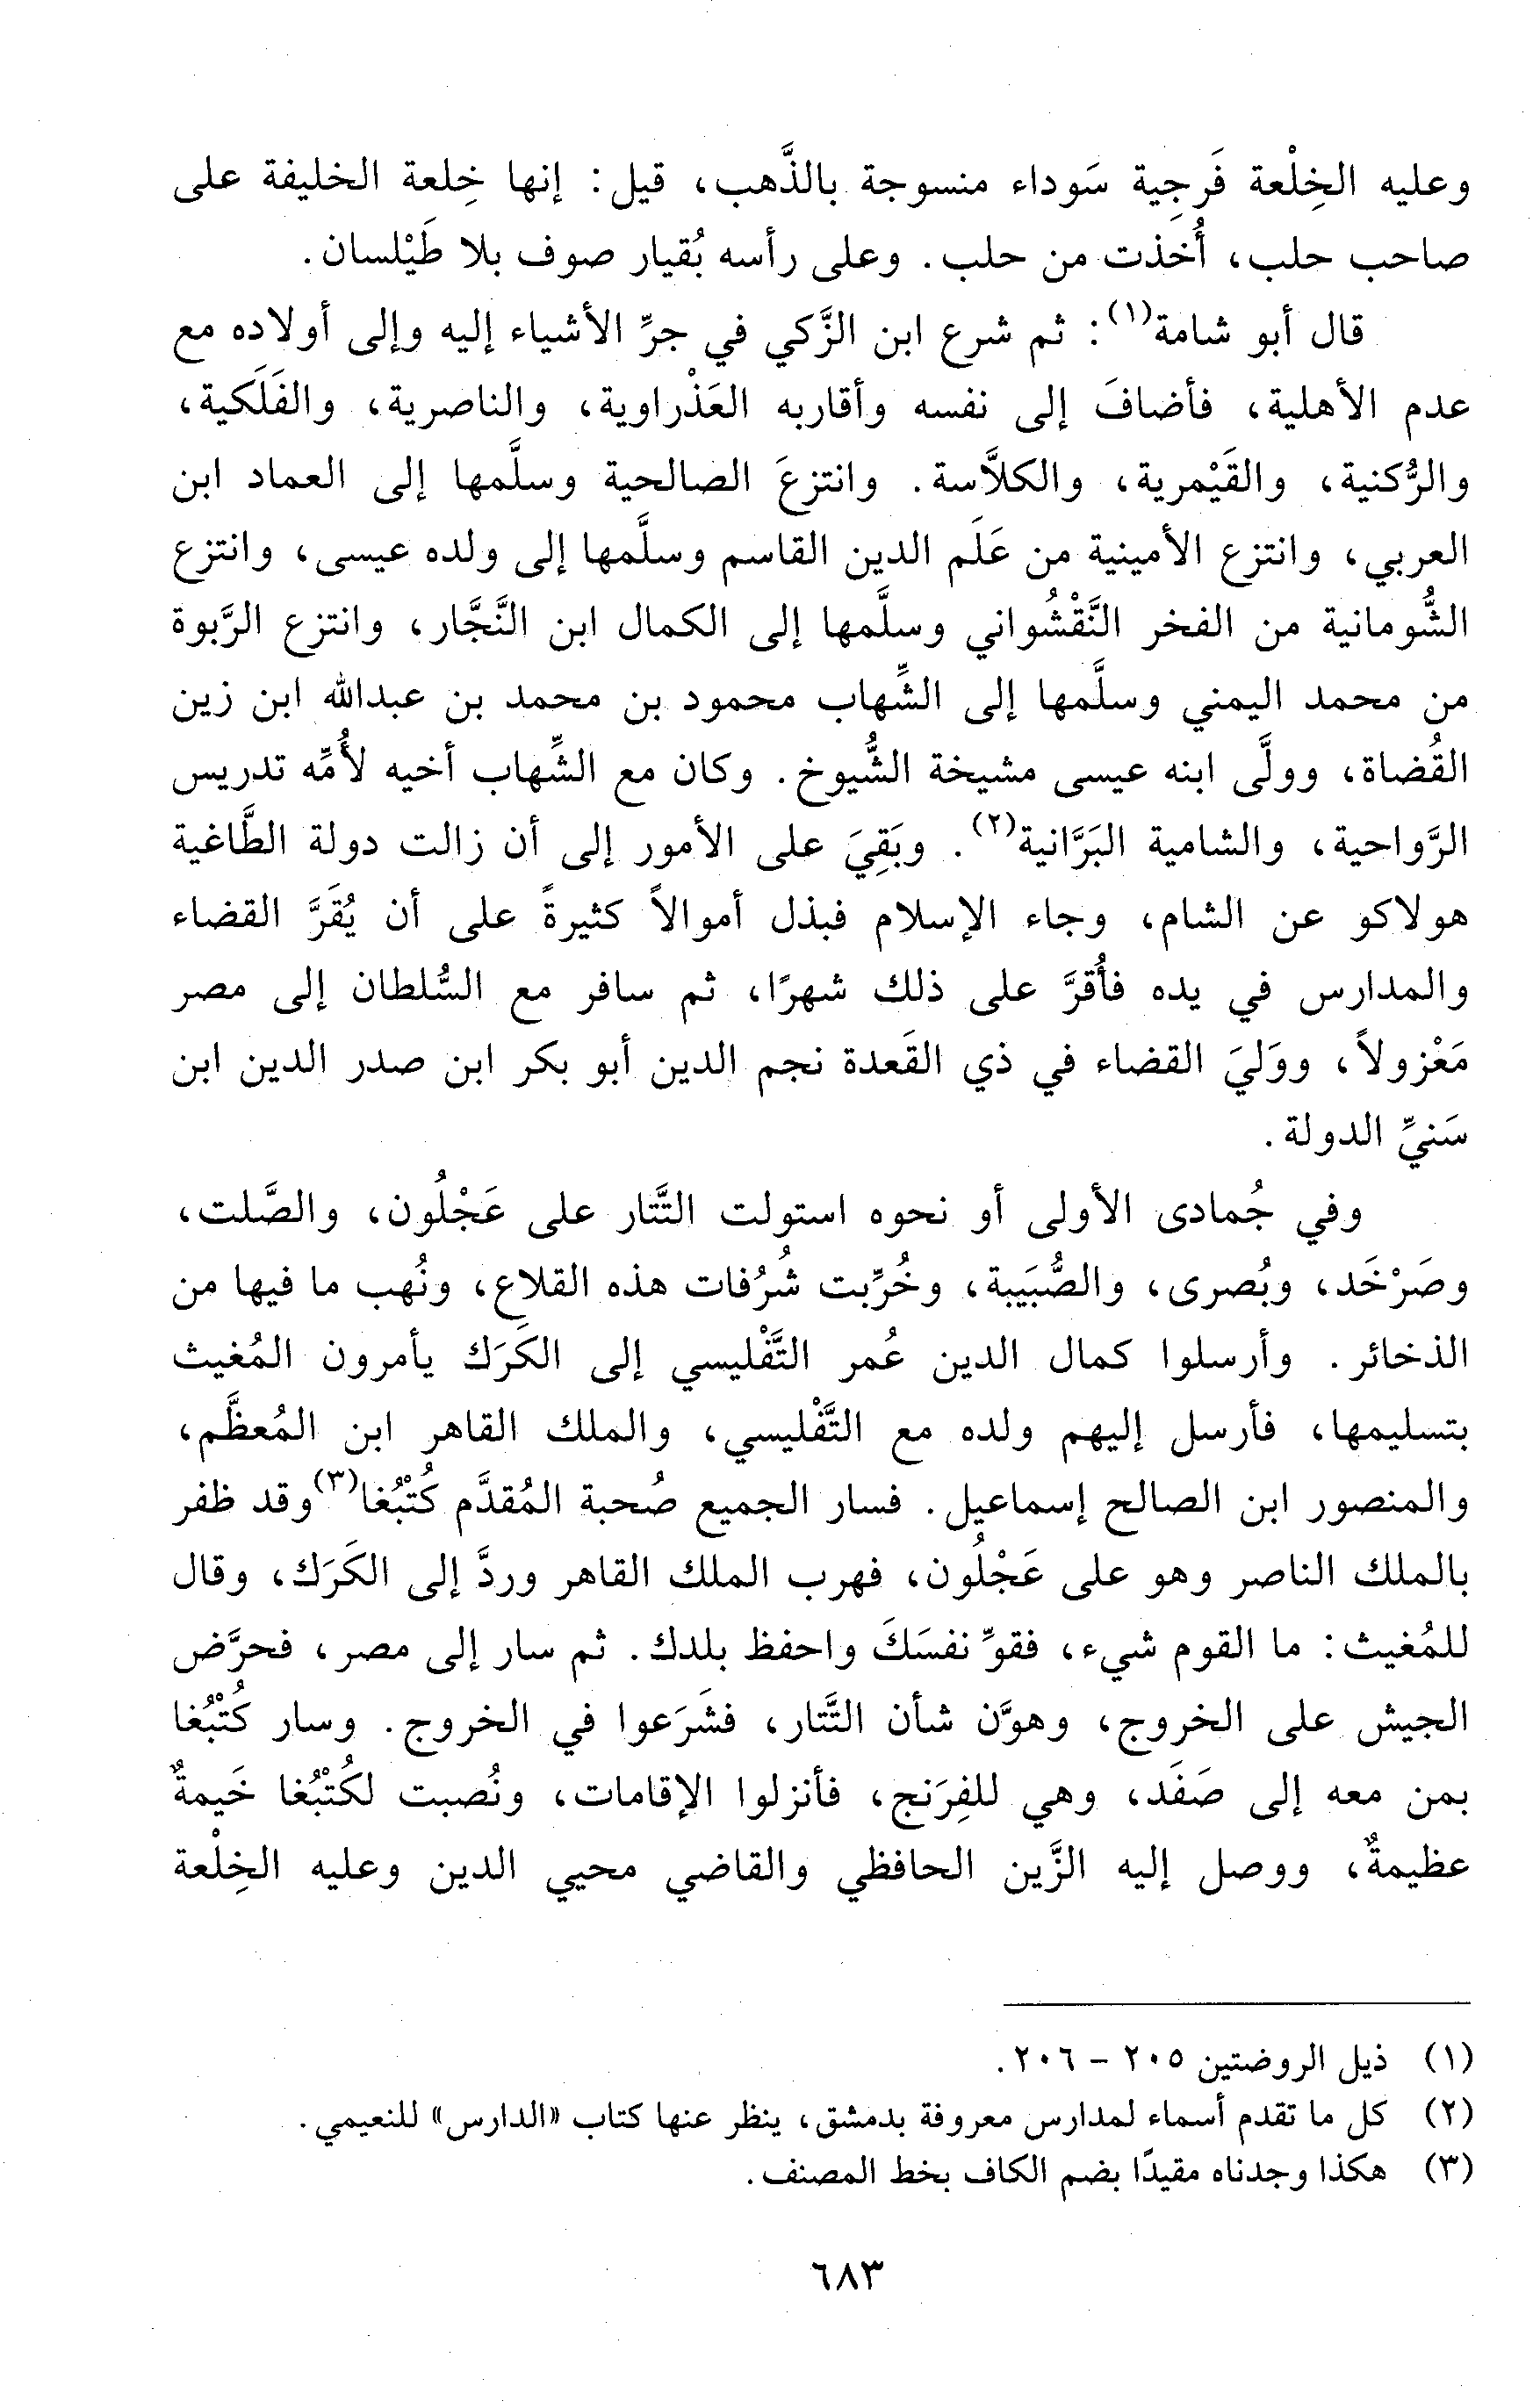 وعليه الخِلْعة فَرجِية سَوداء منسوجة بالذَّهب، قيل: إنها خِلعة الخليفة على
صاحب حلب، أُخذت من حلب. وعلى رأسه بُقيار صوف بلا طَيْلسان.
قال أبو شامة(١): ثم شرع ابن الزَّكي في جرِّ الأشياء إليه وإلى أولاده مع
عدم الأهلية، فأضافَ إلى نفسه وأقاربه العَذْراوية، والناصرية، والفَلَكية،
والرُّكنية، والقَيْمرية، والكلاَّسة. وانتزعَ الصالحية وسلَّمها إلى العماد ابن
العربي، وانتزع الأمينية من عَلَم الدين القاسم وسلَّمها إلى ولده عيسى، وانتزع
الشُّومانية من الفخر النَّقْشُواني وسلَّمها إلى الكمال ابن النَّجَّار، وانتزع الرَّبوة
من محمد اليمني وسلَّمها إلى الشِّهاب محمود بن محمد بن عبدالله ابن زين
القُضاة، وولَّى ابنه عيسى مشيخة الشُّيوخ. وكان مع الشِّهاب أخيه لأُمِّه تدريس
الرَّواحية، والشامية البَرَّانية(٢). وبَقِيَ على الأمور إلى أن زالت دولة الطَّاغية
هولاكو عن الشام، وجاء الإسلام فبذل أموالاً كثيرةً على أن يُقَرَّ القضاء
والمدارس في يده فأُقرَّ على ذلك شهرًا، ثم سافر مع السُّلطان إلى مصر
مَعْزولاً، ووَليَ القضاء في ذي القَعدة نجم الدين أبو بكر ابن صدر الدين ابن
سَنيِّ الدولة.
وفي جُمادى الأولى أو نحوه استولت التَّتار على عَجْلُون، والصَّلت،
وصَرْخَد، وبُصرى، والصُّبَيبة، وخُرِّبت شُرُفات هذه القلاع، ونُهب ما فيها من
الذخائر. وأرسلوا كمال الدين عُمر التَّفْليسي إلى الكَرَك يأمرون المُغيث
بتسليمها، فأرسل إليهم ولده مع التَّفْليسي، والملك القاهر ابن المُعظَّم،
والمنصور ابن الصالح إسماعيل. فسار الجميع صُحبة المُقدَّم كُتْبُغا(٣) وقد ظفر
بالملك الناصر وهو على عَجْلُون، فهرب الملك القاهر وردَّ إلى الكَرَك، وقال
للمُغيث: ما القوم شيء، فقوِّ نفسَكَ واحفظ بلدك. ثم سار إلى مصر، فحرَّض
الجيش على الخروج، وهوَّن شأن التَّتار، فشَرَعوا في الخروج. وسار كُتْبُغا
بمن معه إلى صَفَد، وهي للفِرَنج، فأنزلوا الإقامات، ونُصبت لكُتْبُغا خَيمةٌ
عظيمةٌ، ووصل إليه الزَّين الحافظي والقاضي محيي الدين وعليه الخِلْعة
(١) ذيل الروضتين ٢٠٥ - ٢٠٦.
(٢) كل ما تقدم أسماء لمدارس معروفة بدمشق، ينظر عنها كتاب «الدارس» للنعيمي.
(٣) هكذا وجدناه مقيدًا بضم الكاف بخط المصنف.
٦٨٣